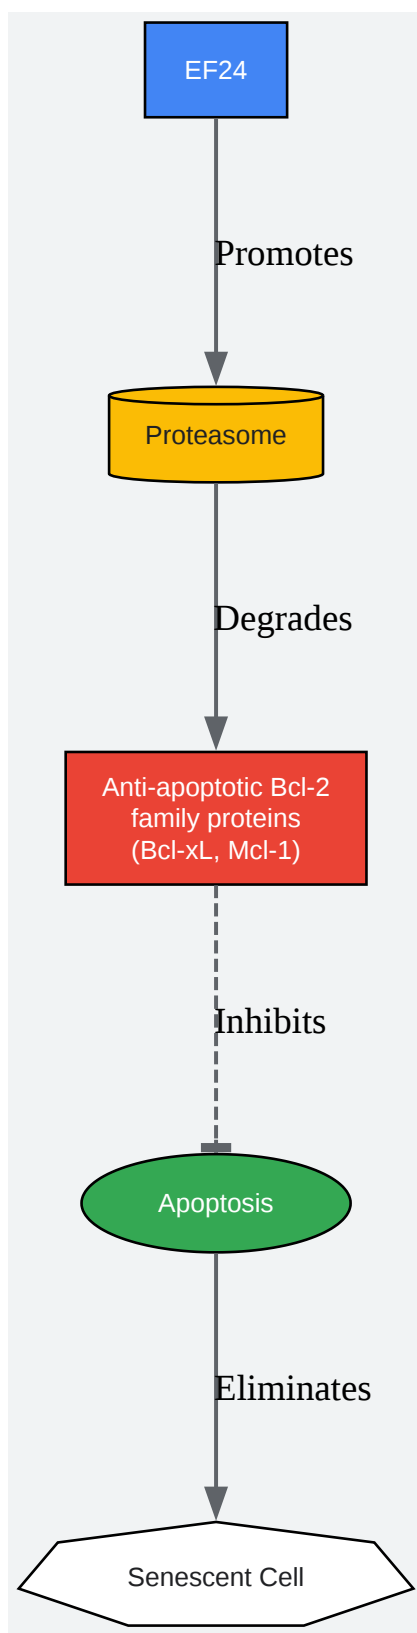 EF24
Promotes
Proteasome
Degrades
Anti-apoptotic Bcl-2
family proteins
(Bcl-xL, Mcl-1)
Inhibits
Apoptosis
Eliminates
Senescent Cell